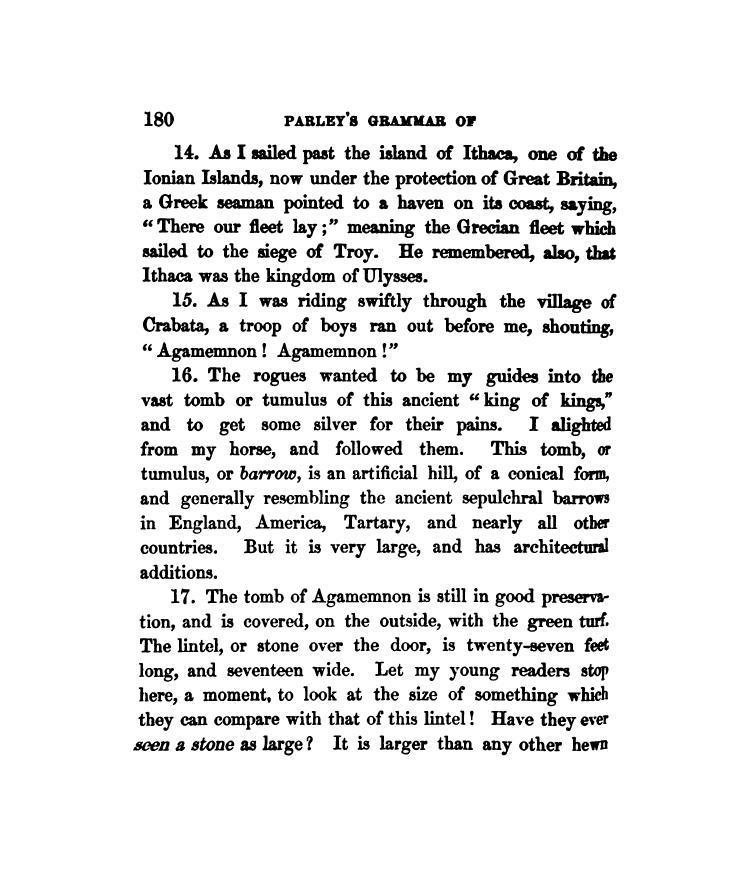 180 PARLEY'S GRAMMAR OF
14. As I sailed past the island of Ithaca, one of the
Ionian Islands, now under the protection of Great Britain,
a Greek seaman pointed to a haven on its coast, saying,
“There our fleet lay;” meaning the Grecian fleet which
sailed to the siege of Troy. He remembered, also, that
Ithaca was the kingdom of Ulysses.
15. As I was riding swiftly through the village of
Crabata, a troop of boys ran out before me, shouting,
“Agamemnon! Agamemnon!”
16. The rogues wanted to be my guides into the
vast tomb or tumulus of this ancient “king of kings,”
and to get some silver for their pains. I alighted
from my horse, and followed them. This tomb, or
tumulus, or barrow, is an artificial hill, of a conical form,
and generally resembling the ancient sepulchral barrows
in England, America, Tartary, and nearly all other
countries. But it is very large, and has architectural
additions.
17. The tomb of Agamemnon is still in good preserva-
tion, and is covered, on the outside, with the green turf.
The lintel, or stone over the door, is twenty-seven feet
long, and seventeen wide. Let my young readers stop
here, a moment, to look at the size of something which
they can compare with that of this lintel! Have they ever
seen a stone as large? It is larger than any other hewn